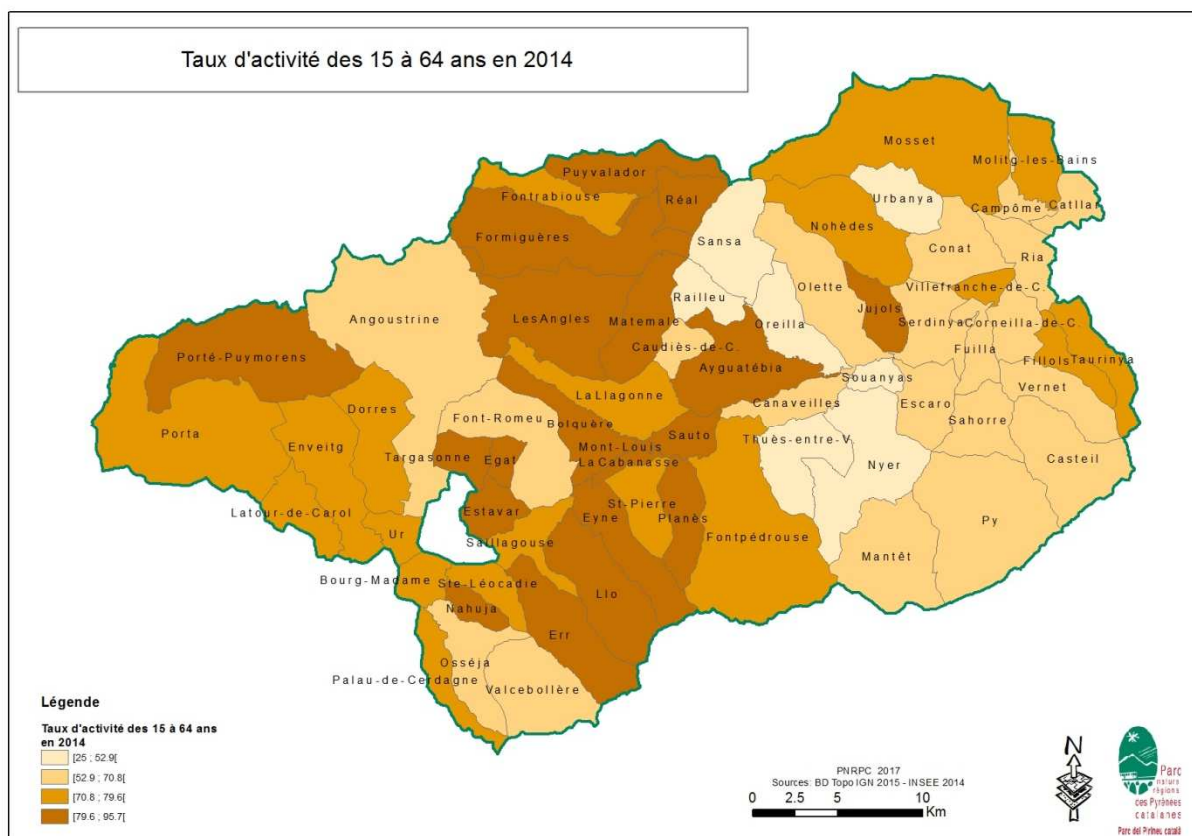 Taux d'activité des 15 à 64 ans en 2014
Mosset
Molitg-les-Bains
Puyvalador
Fontrabiouse
Réal
Urbanya
Campôme
Catllar
Nohèdes
Formiguères
Sansa
Conat
Ria
Olette
Villefranche-de-C.
Railleu
Jujols
Angoustrine
LesAngles
Matemale
Oreilla
Serdinya
Corneilla-de-C.
Caudiès-de-C.
Fuilla
Porté-Puymorens
Ayguatébia
Fillols
Taurinya
Souanyas
Vernet
LaLlagonne
Canaveilles
Escaro
Dorres
Font-Romeu
Sahorre
Porta
Bolquère
Enveitg
Mont-Louis
Sauto
Thuès-entre-V.
Targasonne
Egat
LaCabanasse
Nyer
Casteil
St-Pierre
Latour-de-Carol
Estavar
Eyne
Planès
Py
Ur
Saillagouse
Fontpédrouse
Mantêt
Bourg-Madame
Ste-Léocadie
Llo
Nahuja
Err
Osséja
Palau-de-Cerdagne
Valcebollère
Légende
Taux d'activité des 15 à 64 ans
en 2014
[25 ; 52.9[
[52.9 ; 70.8[
[70.8 ; 79.6[
[79.6 ; 95.7[
PNRPC 2017
Sources: BD Topo IGN 2015 - INSEE 2014
0 2.5 5 10
Km
N
Parc
naturel
régional
des Pyrénées
catalanes
Parc del Pirineu català